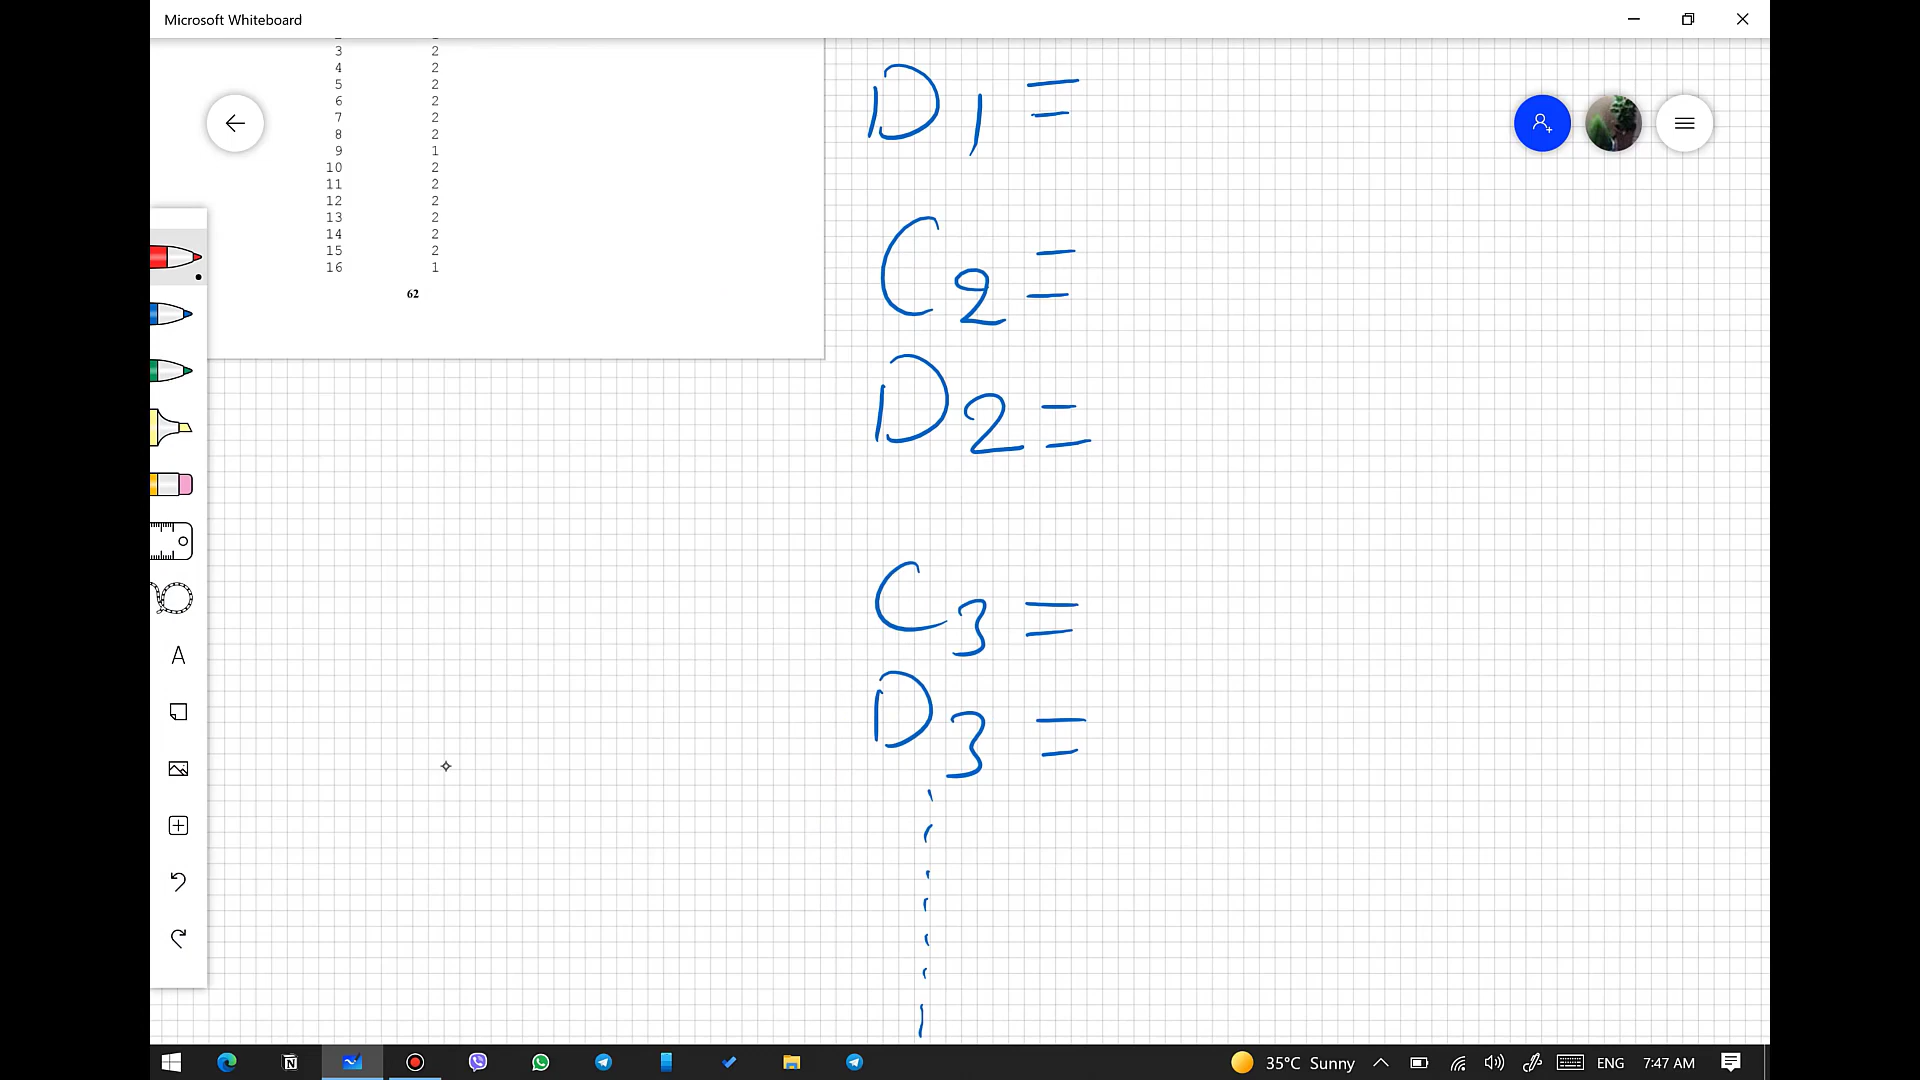 Microsoft Whiteboard
3 2
4 2
5 2
6 2
7 2
8 2
9 1
10 2
11 2
12 2
13 2
14 2
15 2
16 1
62
D1 =
C2 =
D2 =
C3 =
D3 =
A
35°C Sunny
ENG
7:47 AM